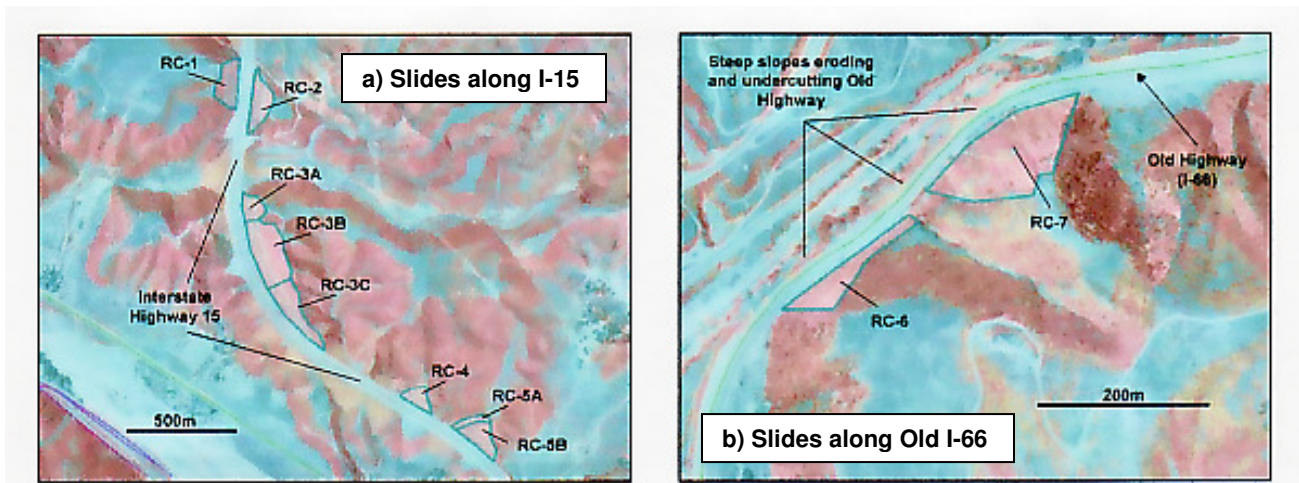 a) Slides along I-15
RC-1
RC-2
RC-3A
RC-3B
RC-3C
Interstate
Highway 15
RC-4
RC-5A
RC-5B
500m
Steep slopes eroding
and undercutting Old
Highway
Old Highway
(I-66)
RC-7
RC-6
200m
b) Slides along Old I-66